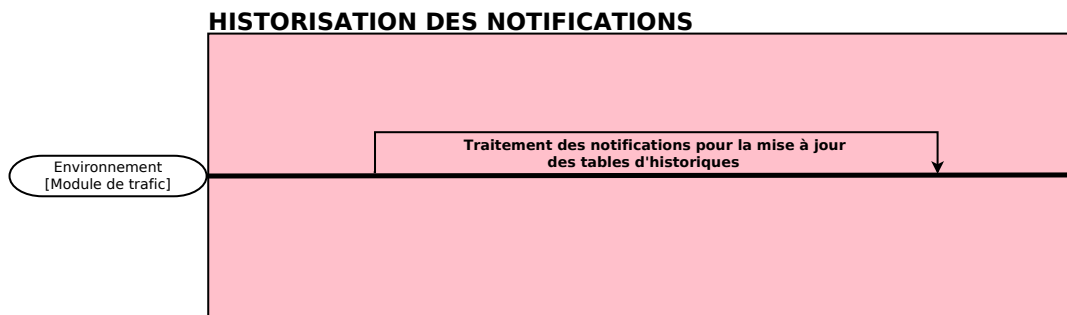 HISTORISATION DES NOTIFICATIONS
Traitement des notifications pour la mise à jour
des tables d'historiques
Environnement
[Module de trafic]